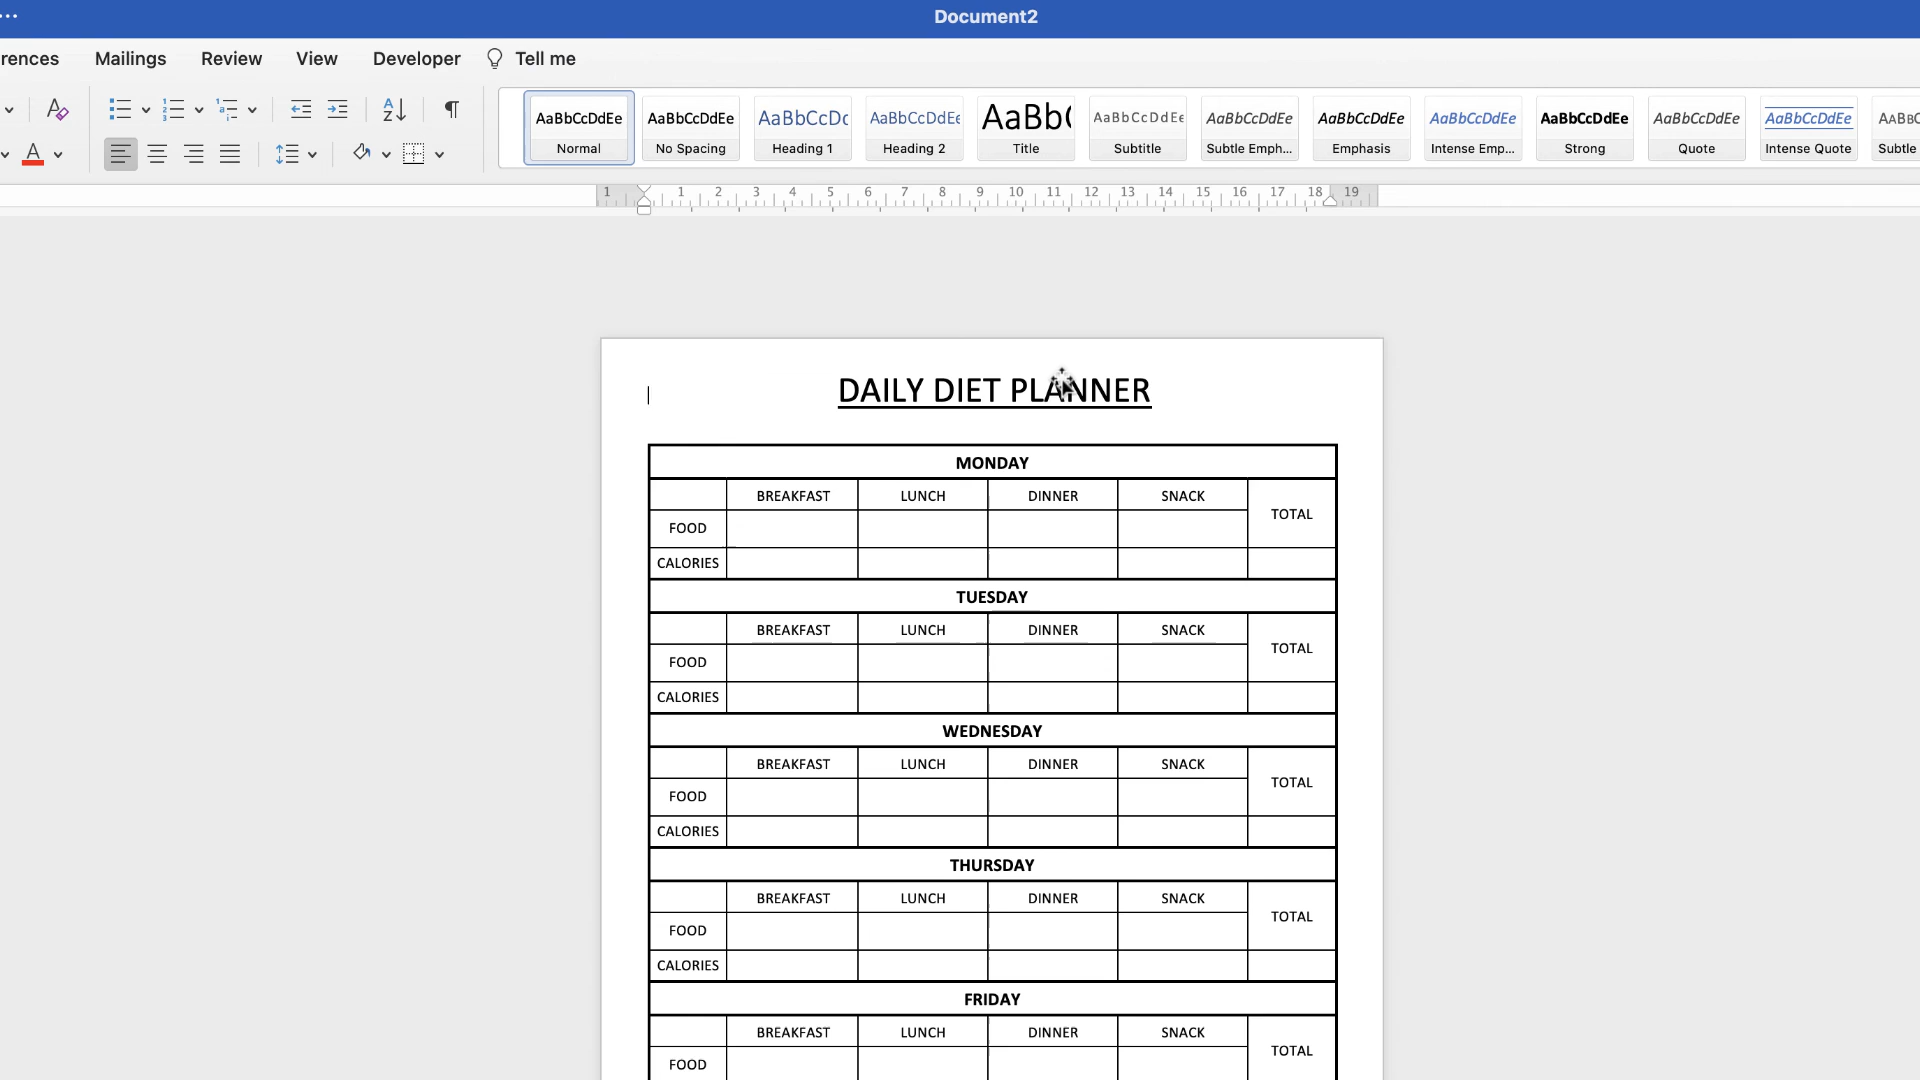 Document2
rences Mailings Review View Developer Tell me
AaBbCcDdEe AaBbCcDdEe AaBbCcDc AaBbCcDdEe AaBb( AaBbCcDdEe AaBbCcDdEe AaBbCcDdEe AaBbCcDdEe AaBbCcDdEe AaBbCcDdEe AaBbCcDdEe AABBC
Normal No Spacing Heading 1 Heading 2 Title Subtitle Subtle Emph... Emphasis Intense Emp... Strong Quote Intense Quote Subtle
1 1 2 3 4 5 6 7 8 9 10 11 12 13 14 15 16 17 18 19
DAILY DIET PLANNER
MONDAY
BREAKFAST LUNCH DINNER SNACK
TOTAL
FOOD
CALORIES
TUESDAY
BREAKFAST LUNCH DINNER SNACK
TOTAL
FOOD
CALORIES
WEDNESDAY
BREAKFAST LUNCH DINNER SNACK
TOTAL
FOOD
CALORIES
THURSDAY
BREAKFAST LUNCH DINNER SNACK
TOTAL
FOOD
CALORIES
FRIDAY
BREAKFAST LUNCH DINNER SNACK
TOTAL
FOOD